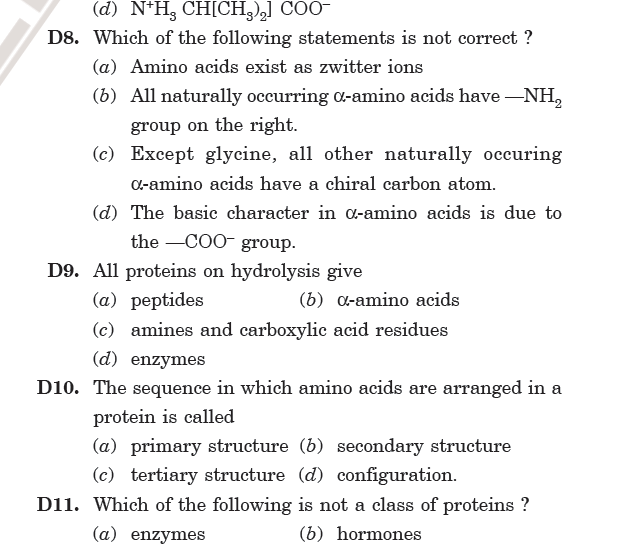 (d) N⁺H₃ CH[CH₃)₂] COO⁻
D8. Which of the following statements is not correct ?
(a) Amino acids exist as zwitter ions
(b) All naturally occurring α-amino acids have —NH₂
group on the right.
(c) Except glycine, all other naturally occuring
α-amino acids have a chiral carbon atom.
(d) The basic character in α-amino acids is due to
the —COO⁻ group.
D9. All proteins on hydrolysis give
(a) peptides (b) α-amino acids
(c) amines and carboxylic acid residues
(d) enzymes
D10. The sequence in which amino acids are arranged in a
protein is called
(a) primary structure (b) secondary structure
(c) tertiary structure (d) configuration.
D11. Which of the following is not a class of proteins ?
(a) enzymes (b) hormones